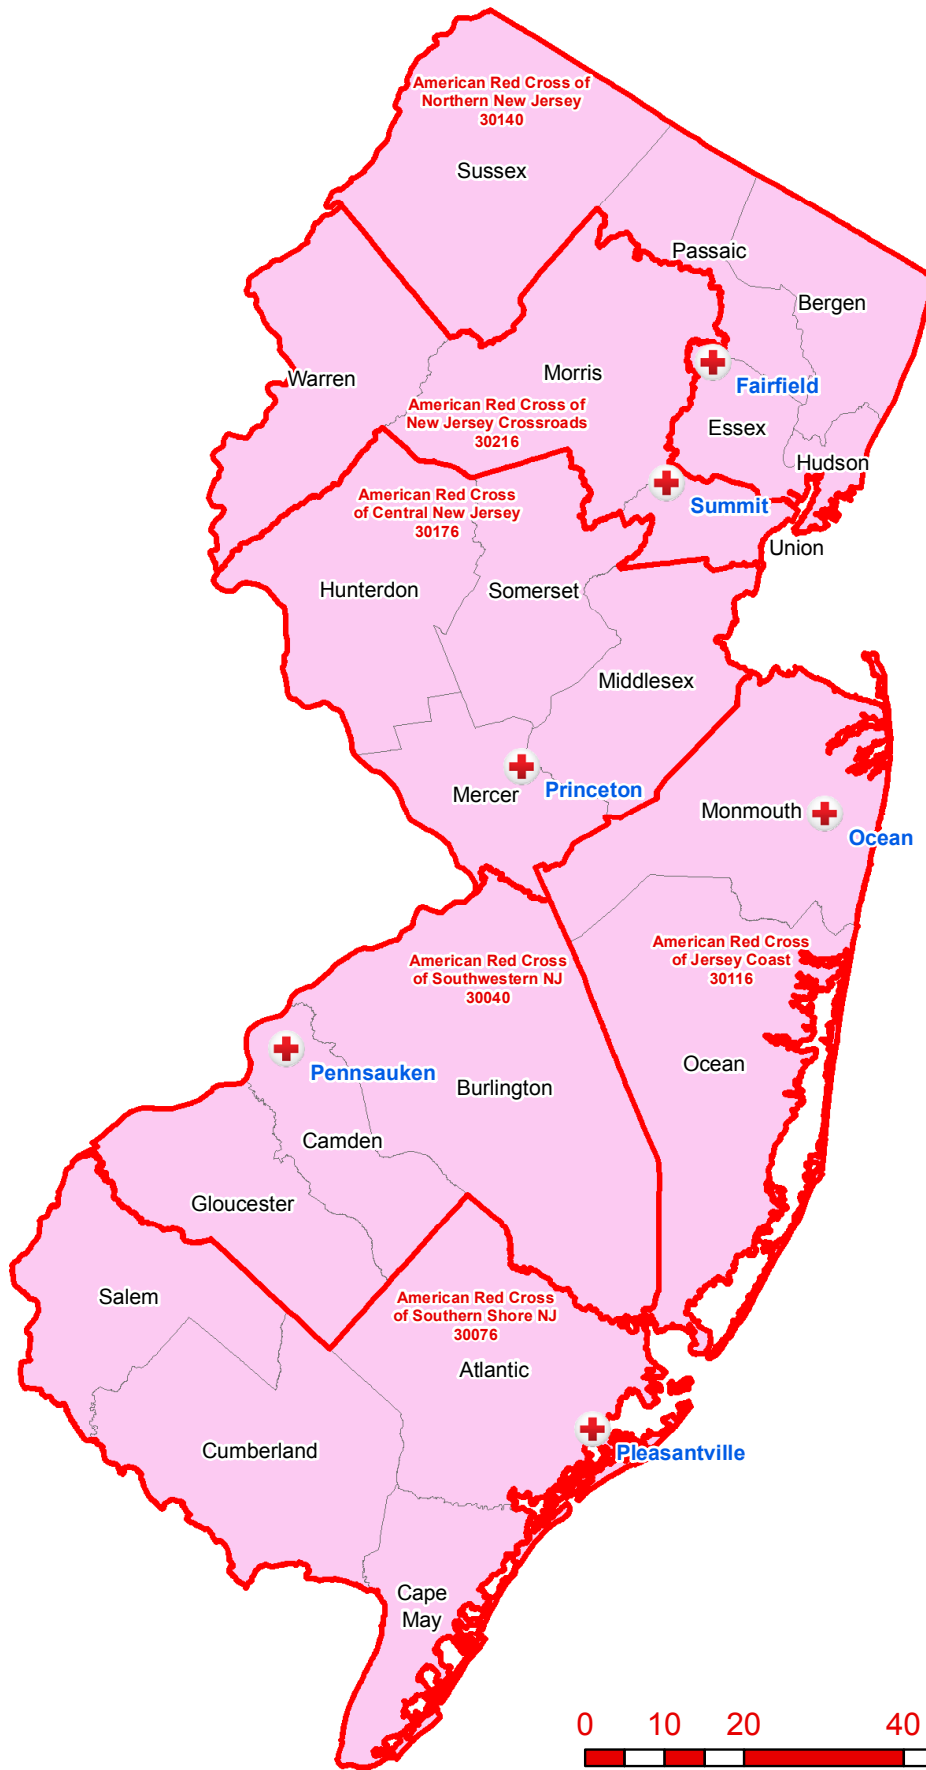 American Red Cross of
Northern New Jersey
30140
Sussex
Passaic
Bergen
Warren
Morris
Fairfield
American Red Cross of
New Jersey Crossroads
30216
Essex
Hudson
American Red Cross
of Central New Jersey
30176
Summit
Union
Hunterdon
Somerset
Middlesex
Mercer
Princeton
Monmouth
Ocean
American Red Cross
of Jersey Coast
30116
American Red Cross
of Southwestern NJ
30040
Ocean
Pennsauken
Burlington
Camden
Gloucester
Salem
American Red Cross
of Southern Shore NJ
30076
Atlantic
Cumberland
Pleasantville
Cape
May
0 10 20 40